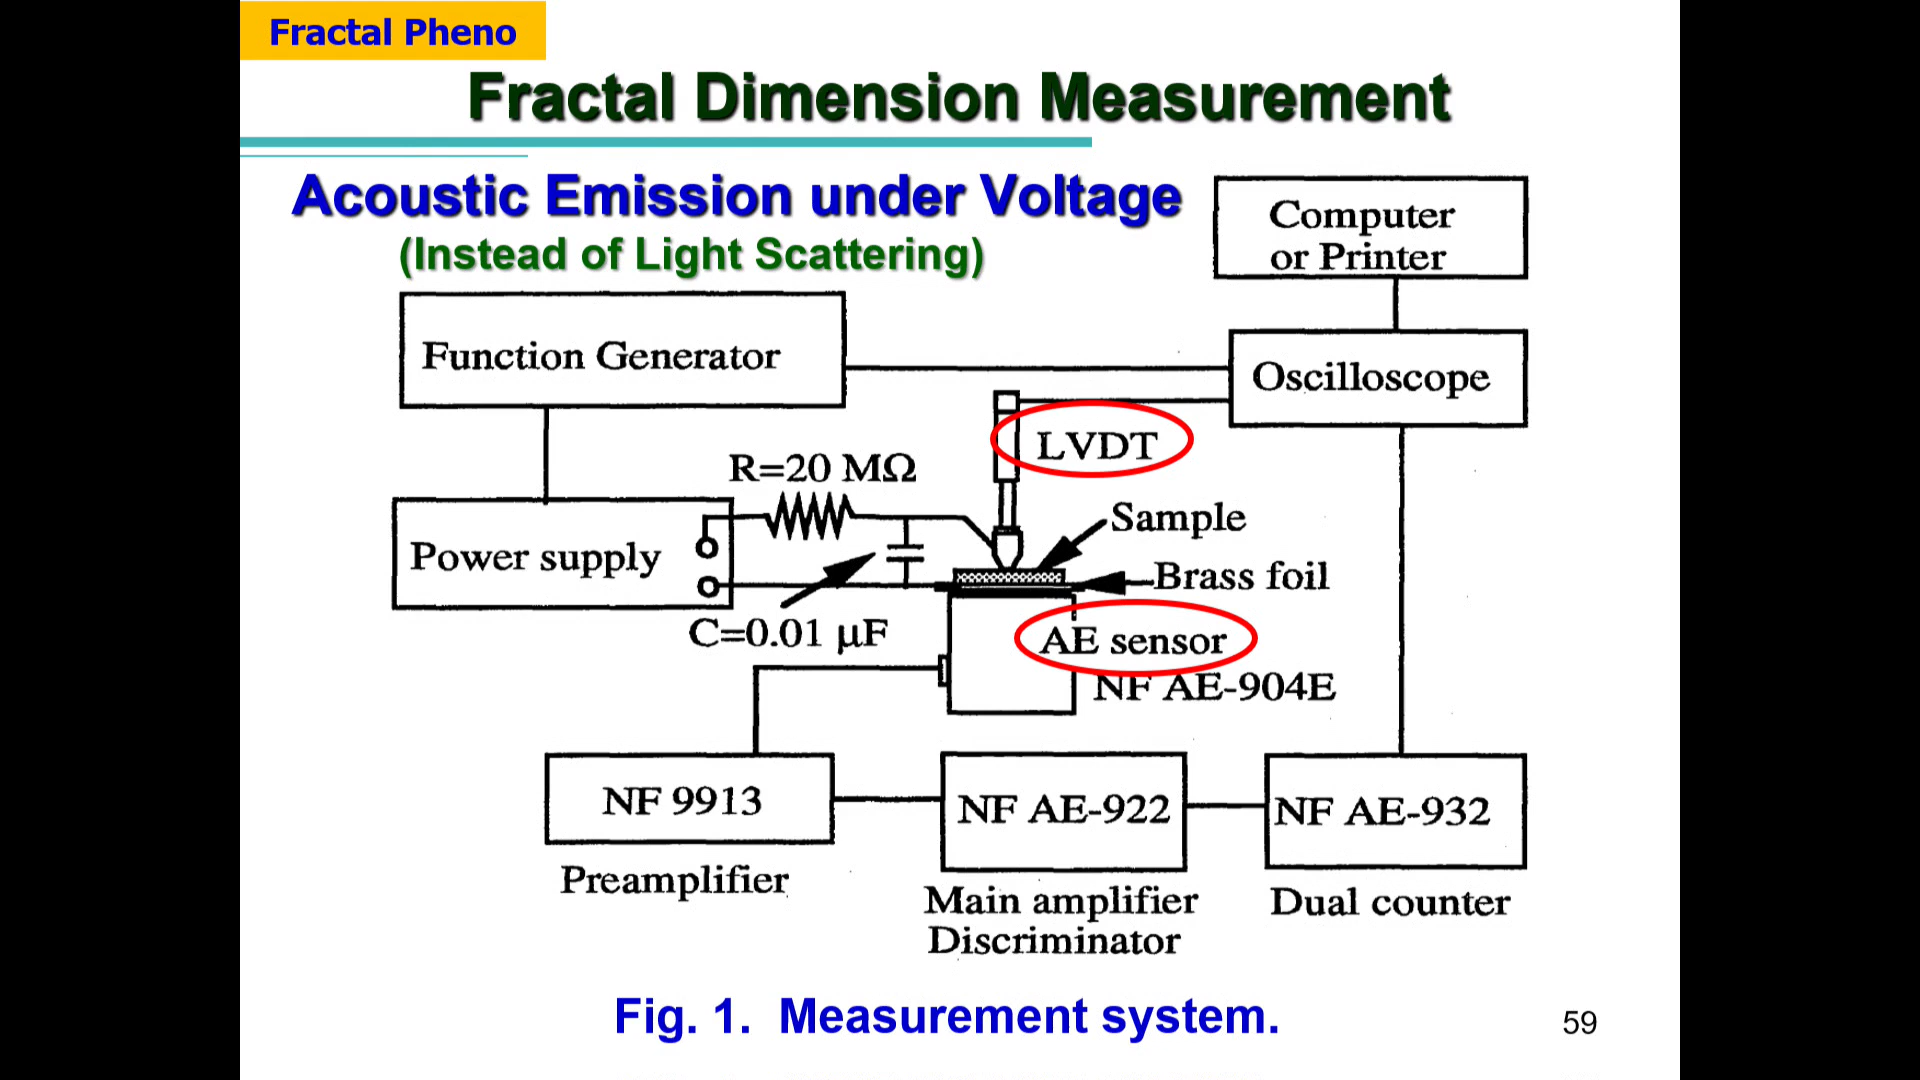 Fractal Pheno
Fractal Dimension Measurement
Acoustic Emission under Voltage
(Instead of Light Scattering)
Computer
or Printer
Function Generator
Oscilloscope
LVDT
R=20 MΩ
Sample
Power supply
Brass foil
C=0.01 μF
AE sensor
NF AE-904E
NF 9913
NF AE-922
NF AE-932
Preamplifier
Main amplifier
Discriminator
Dual counter
Fig. 1. Measurement system.
59